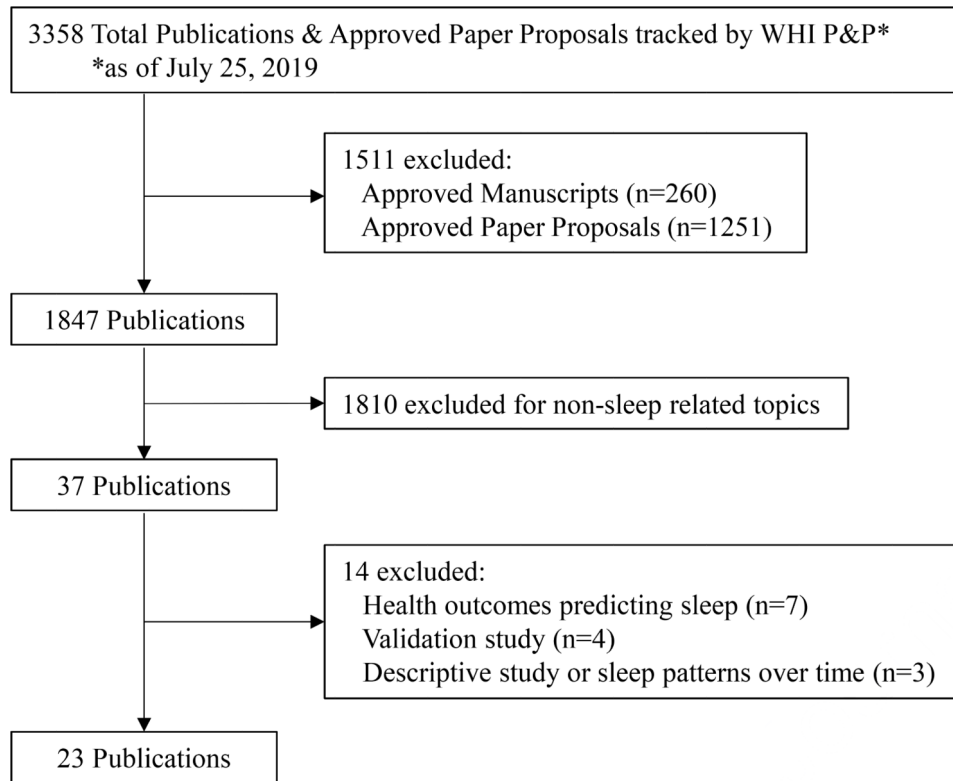 3358 Total Publications & Approved Paper Proposals tracked by WHI P&P*
*as of July 25, 2019
1511 excluded:
Approved Manuscripts (n=260)
Approved Paper Proposals (n=1251)
1847 Publications
1810 excluded for non-sleep related topics
37 Publications
14 excluded:
Health outcomes predicting sleep (n=7)
Validation study (n=4)
Descriptive study or sleep patterns over time (n=3)
23 Publications